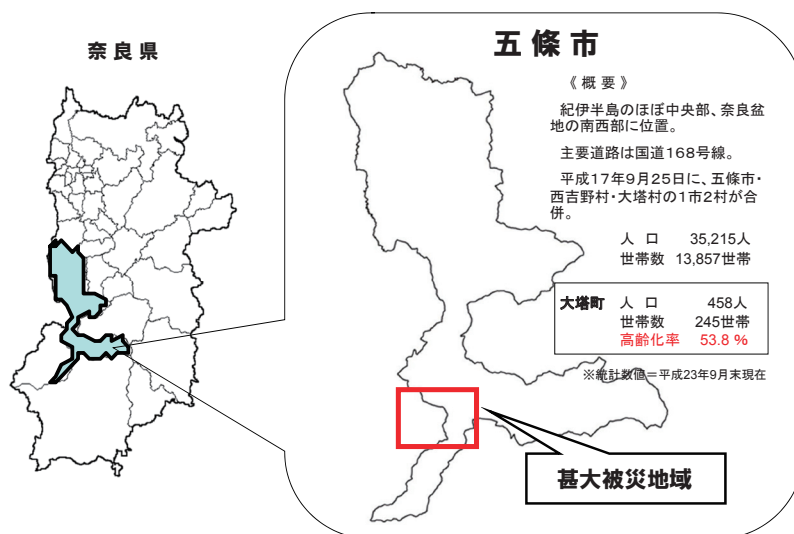 奈良県
五條市
《概要》
紀伊半島のほぼ中央部、奈良盆
地の南西部に位置。
主要道路は国道168号線。
平成17年9月25日に、五條市・
西吉野村・大塔村の1市2村が合
併。
人 口 35,215人
世帯数 13,857世帯
大塔町 人 口 458人
世帯数 245世帯
高齢化率 53.8 %
※統計数値=平成23年9月末現在
甚大被災地域